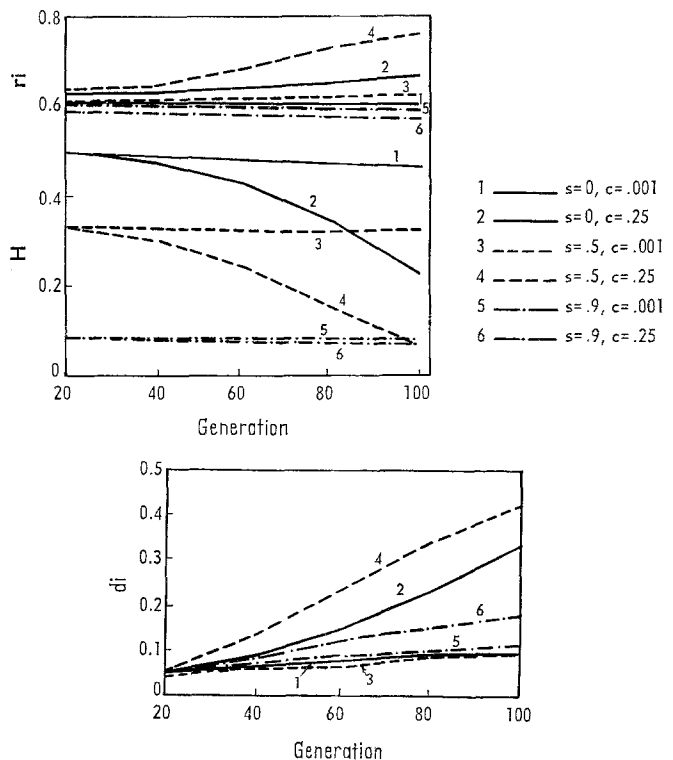 0.8
ri
0.6
0.4
H
0.2
0
20 40 60 80 100
Generation
4
2
3
1
5
6
1
2
3
4
5
6
1 s=0, c=.001
2 s=0, c=.25
3 s=.5, c=.001
4 s=.5, c=.25
5 s=.9, c=.001
6 s=.9, c=.25
0.5
0.4
0.3
di
0.2
0.1
0
20 40 60 80 100
Generation
4
2
6
5
1
3